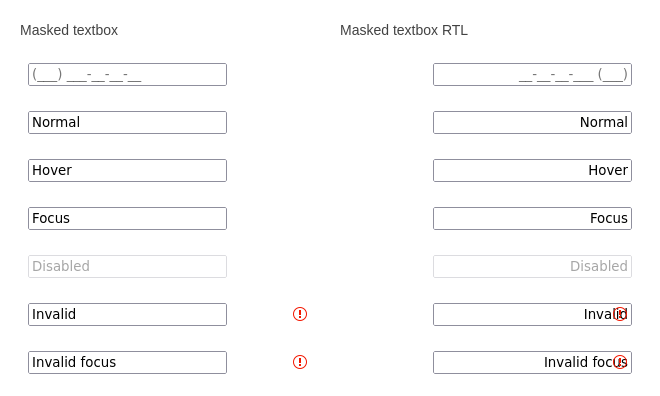 Masked textbox Masked textbox RTL
(___) ___-__-__-__ __-__-__-___ (___)
Normal Normal
Hover Hover
Focus Focus
Disabled Disabled
Invalid Invalid
Invalid focus Invalid focus